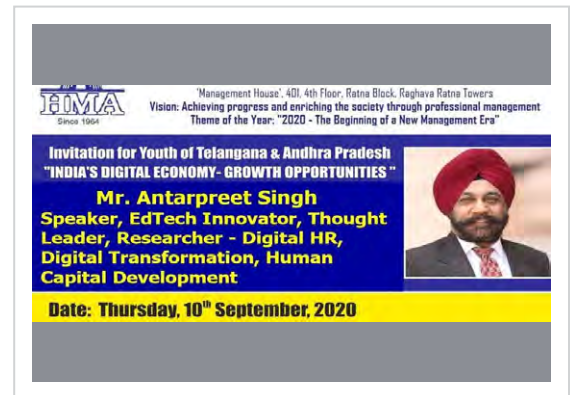 HMA
Since 1964
'Management House', 401, 4th Floor, Ratna Block, Raghava Ratna Towers
Vision: Achieving progress and enriching the society through professional management
Theme of the Year: "2020 - The Beginning of a New Management Era"
Invitation for Youth of Telangana & Andhra Pradesh
"INDIA'S DIGITAL ECONOMY- GROWTH OPPORTUNITIES "
Mr. Antarpreet Singh
Speaker, EdTech Innovator, Thought
Leader, Researcher - Digital HR,
Digital Transformation, Human
Capital Development
Date: Thursday, 10th September, 2020